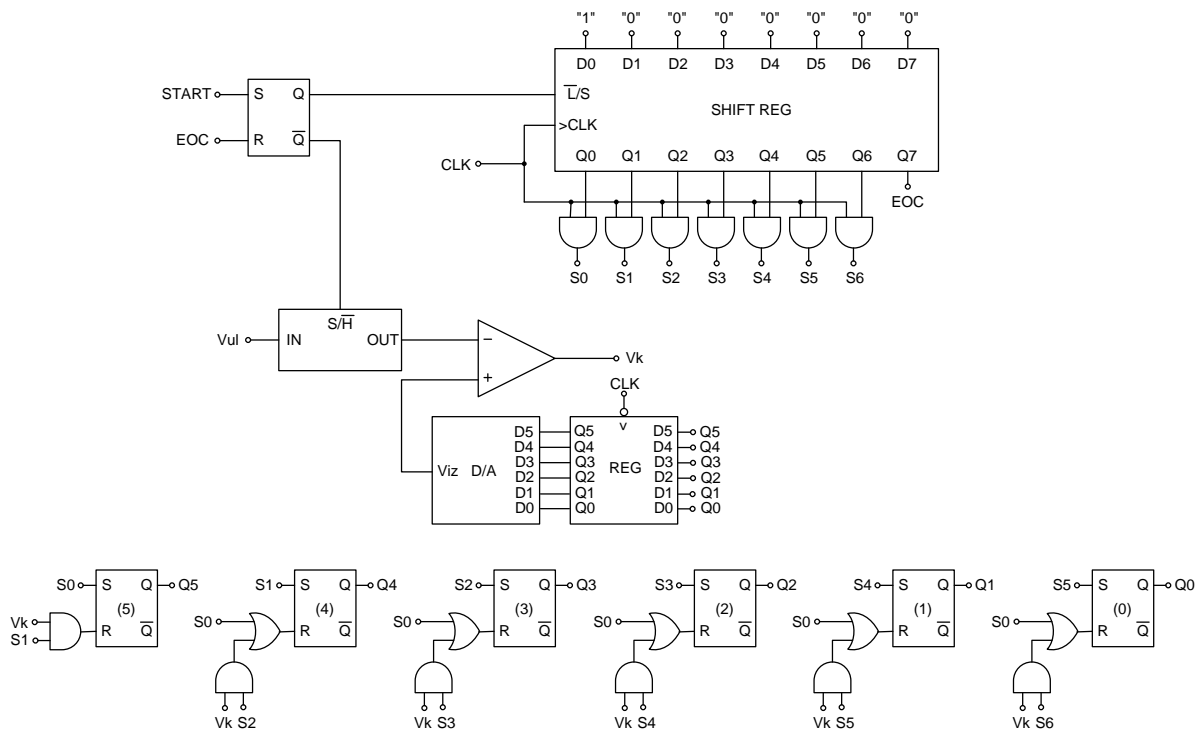 "1" "0" "0" "0" "0" "0" "0" "0"
D0 D1 D2 D3 D4 D5 D6 D7
START S Q L̅/S SHIFT REG
>CLK
EOC R Q̅
CLK
Q0 Q1 Q2 Q3 Q4 Q5 Q6 Q7
EOC
S0 S1 S2 S3 S4 S5 S6
S/H̅
Vul IN OUT − Vk
+
CLK
v
D5 Q5 D5 Q5
D4 Q4 D4 Q4
D3 Q3 D3 Q3
Viz D/A REG
D2 Q2 D2 Q2
D1 Q1 D1 Q1
D0 Q0 D0 Q0
S0 S Q Q5 S1 S Q Q4 S2 S Q Q3 S3 S Q Q2 S4 S Q Q1 S5 S Q Q0
(5) (4) (3) (2) (1) (0)
Vk S0 S0 S0 S0 S0
S1 R Q̅ R Q̅ R Q̅ R Q̅ R Q̅ R Q̅
Vk S2 Vk S3 Vk S4 Vk S5 Vk S6